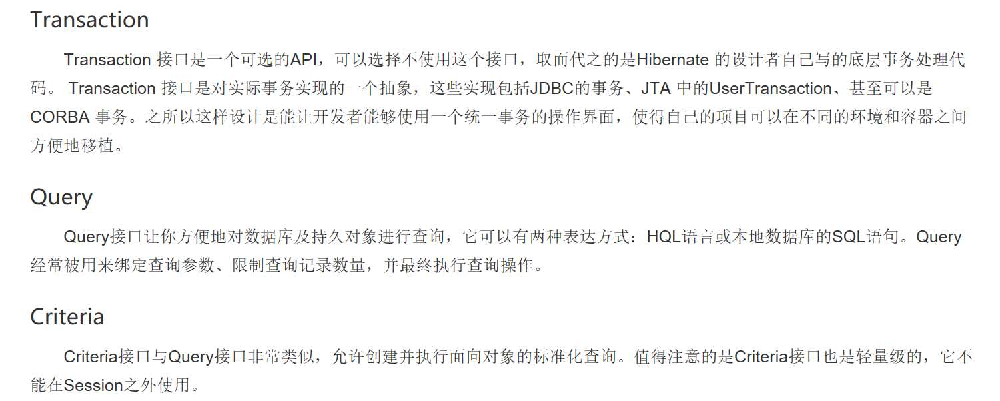 Transaction
Transaction 接口是一个可选的API，可以选择不使用这个接口，取而代之的是Hibernate 的设计者自己写的底层事务处理代
码。 Transaction 接口是对实际事务实现的一个抽象，这些实现包括JDBC的事务、JTA 中的UserTransaction、甚至可以是
CORBA 事务。之所以这样设计是能让开发者能够使用一个统一事务的操作界面，使得自己的项目可以在不同的环境和容器之间
方便地移植。
Query
Query接口让你方便地对数据库及持久对象进行查询，它可以有两种表达方式：HQL语言或本地数据库的SQL语句。Query
经常被用来绑定查询参数、限制查询记录数量，并最终执行查询操作。
Criteria
Criteria接口与Query接口非常类似，允许创建并执行面向对象的标准化查询。值得注意的是Criteria接口也是轻量级的，它不
能在Session之外使用。